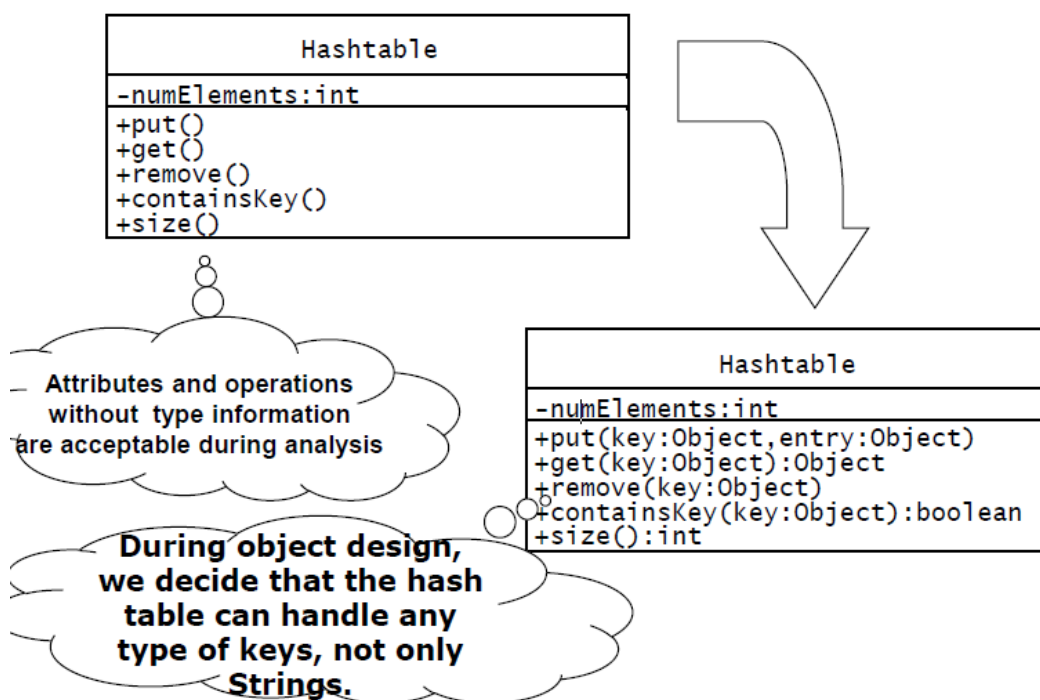 Hashtable
-numElements:int
+put()
+get()
+remove()
+containsKey()
+size()
Attributes and operations
without type information
are acceptable during analysis
Hashtable
-numElements:int
+put(key:Object,entry:Object)
+get(key:Object):Object
+remove(key:Object)
+containsKey(key:Object):boolean
+size():int
During object design,
we decide that the hash
table can handle any
type of keys, not only
Strings.